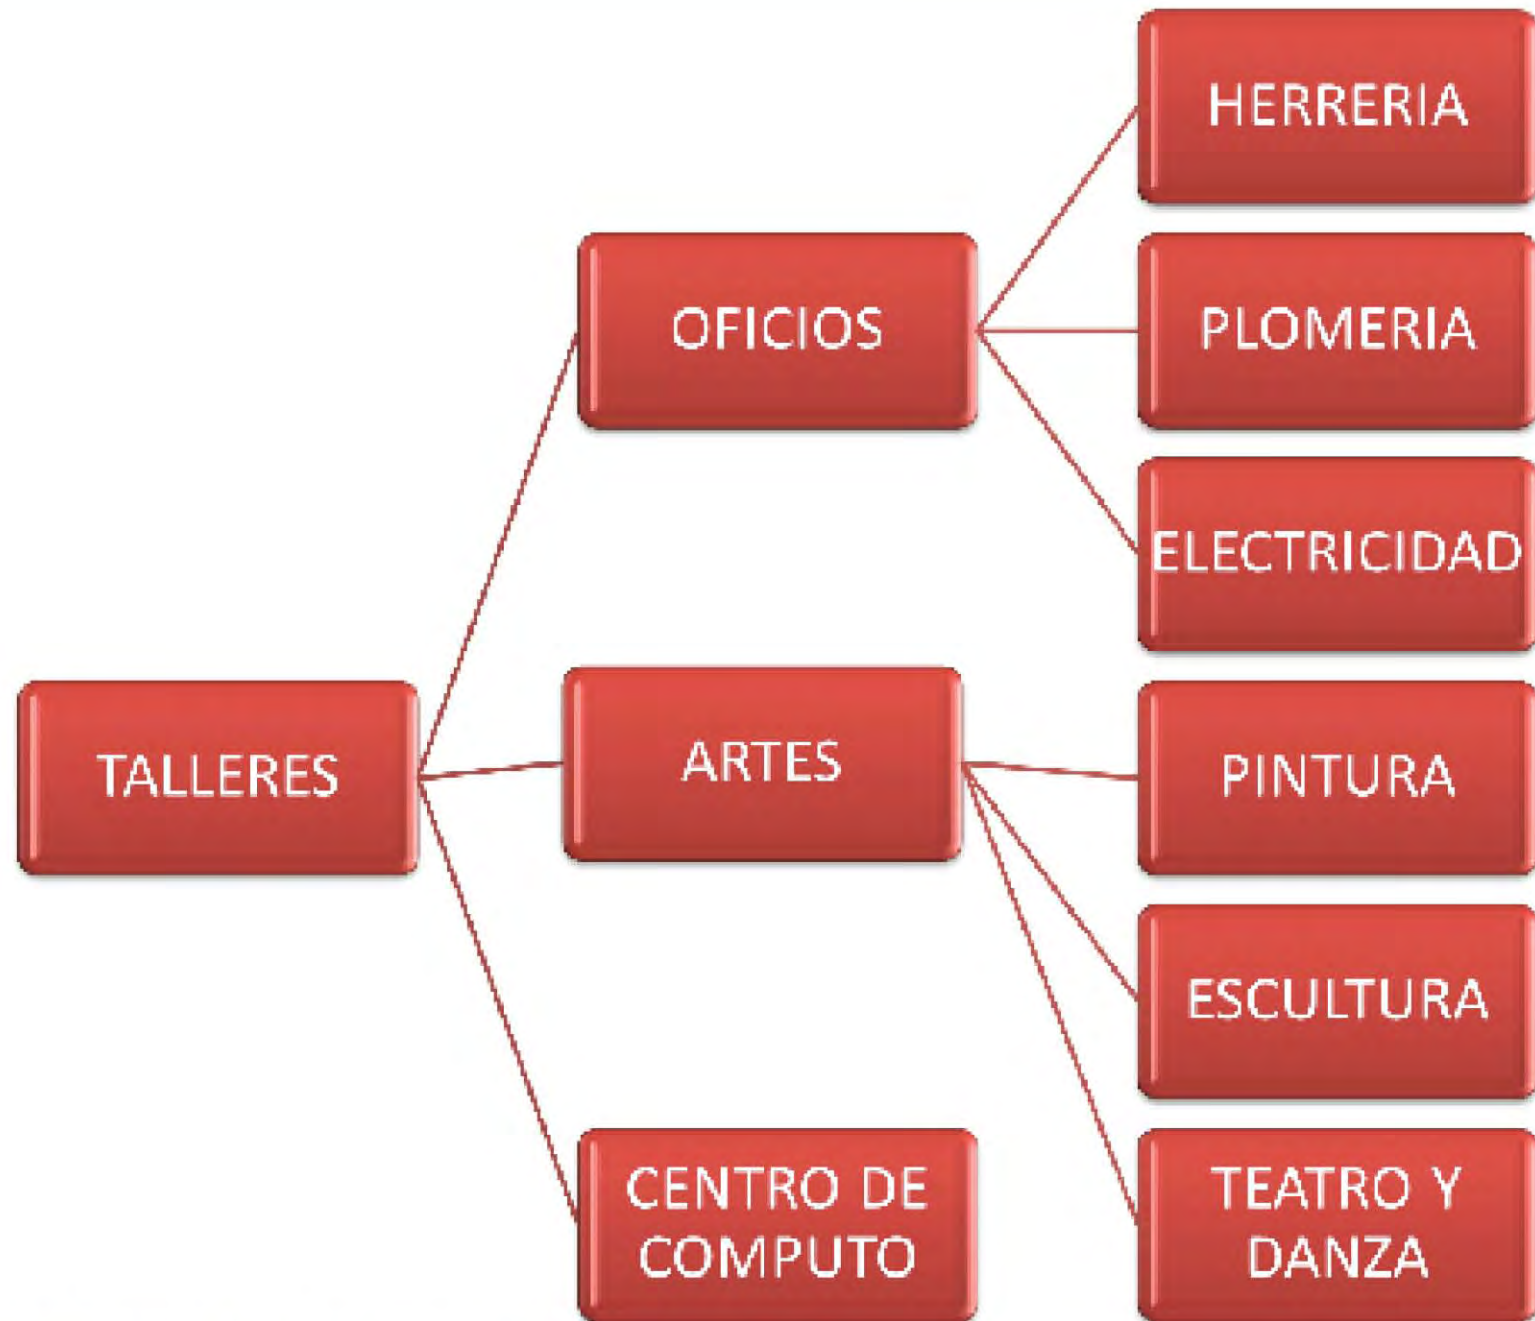 HERRERIA
OFICIOS
PLOMERIA
ELECTRICIDAD
TALLERES
ARTES
PINTURA
ESCULTURA
CENTRO DE
COMPUTO
TEATRO Y
DANZA